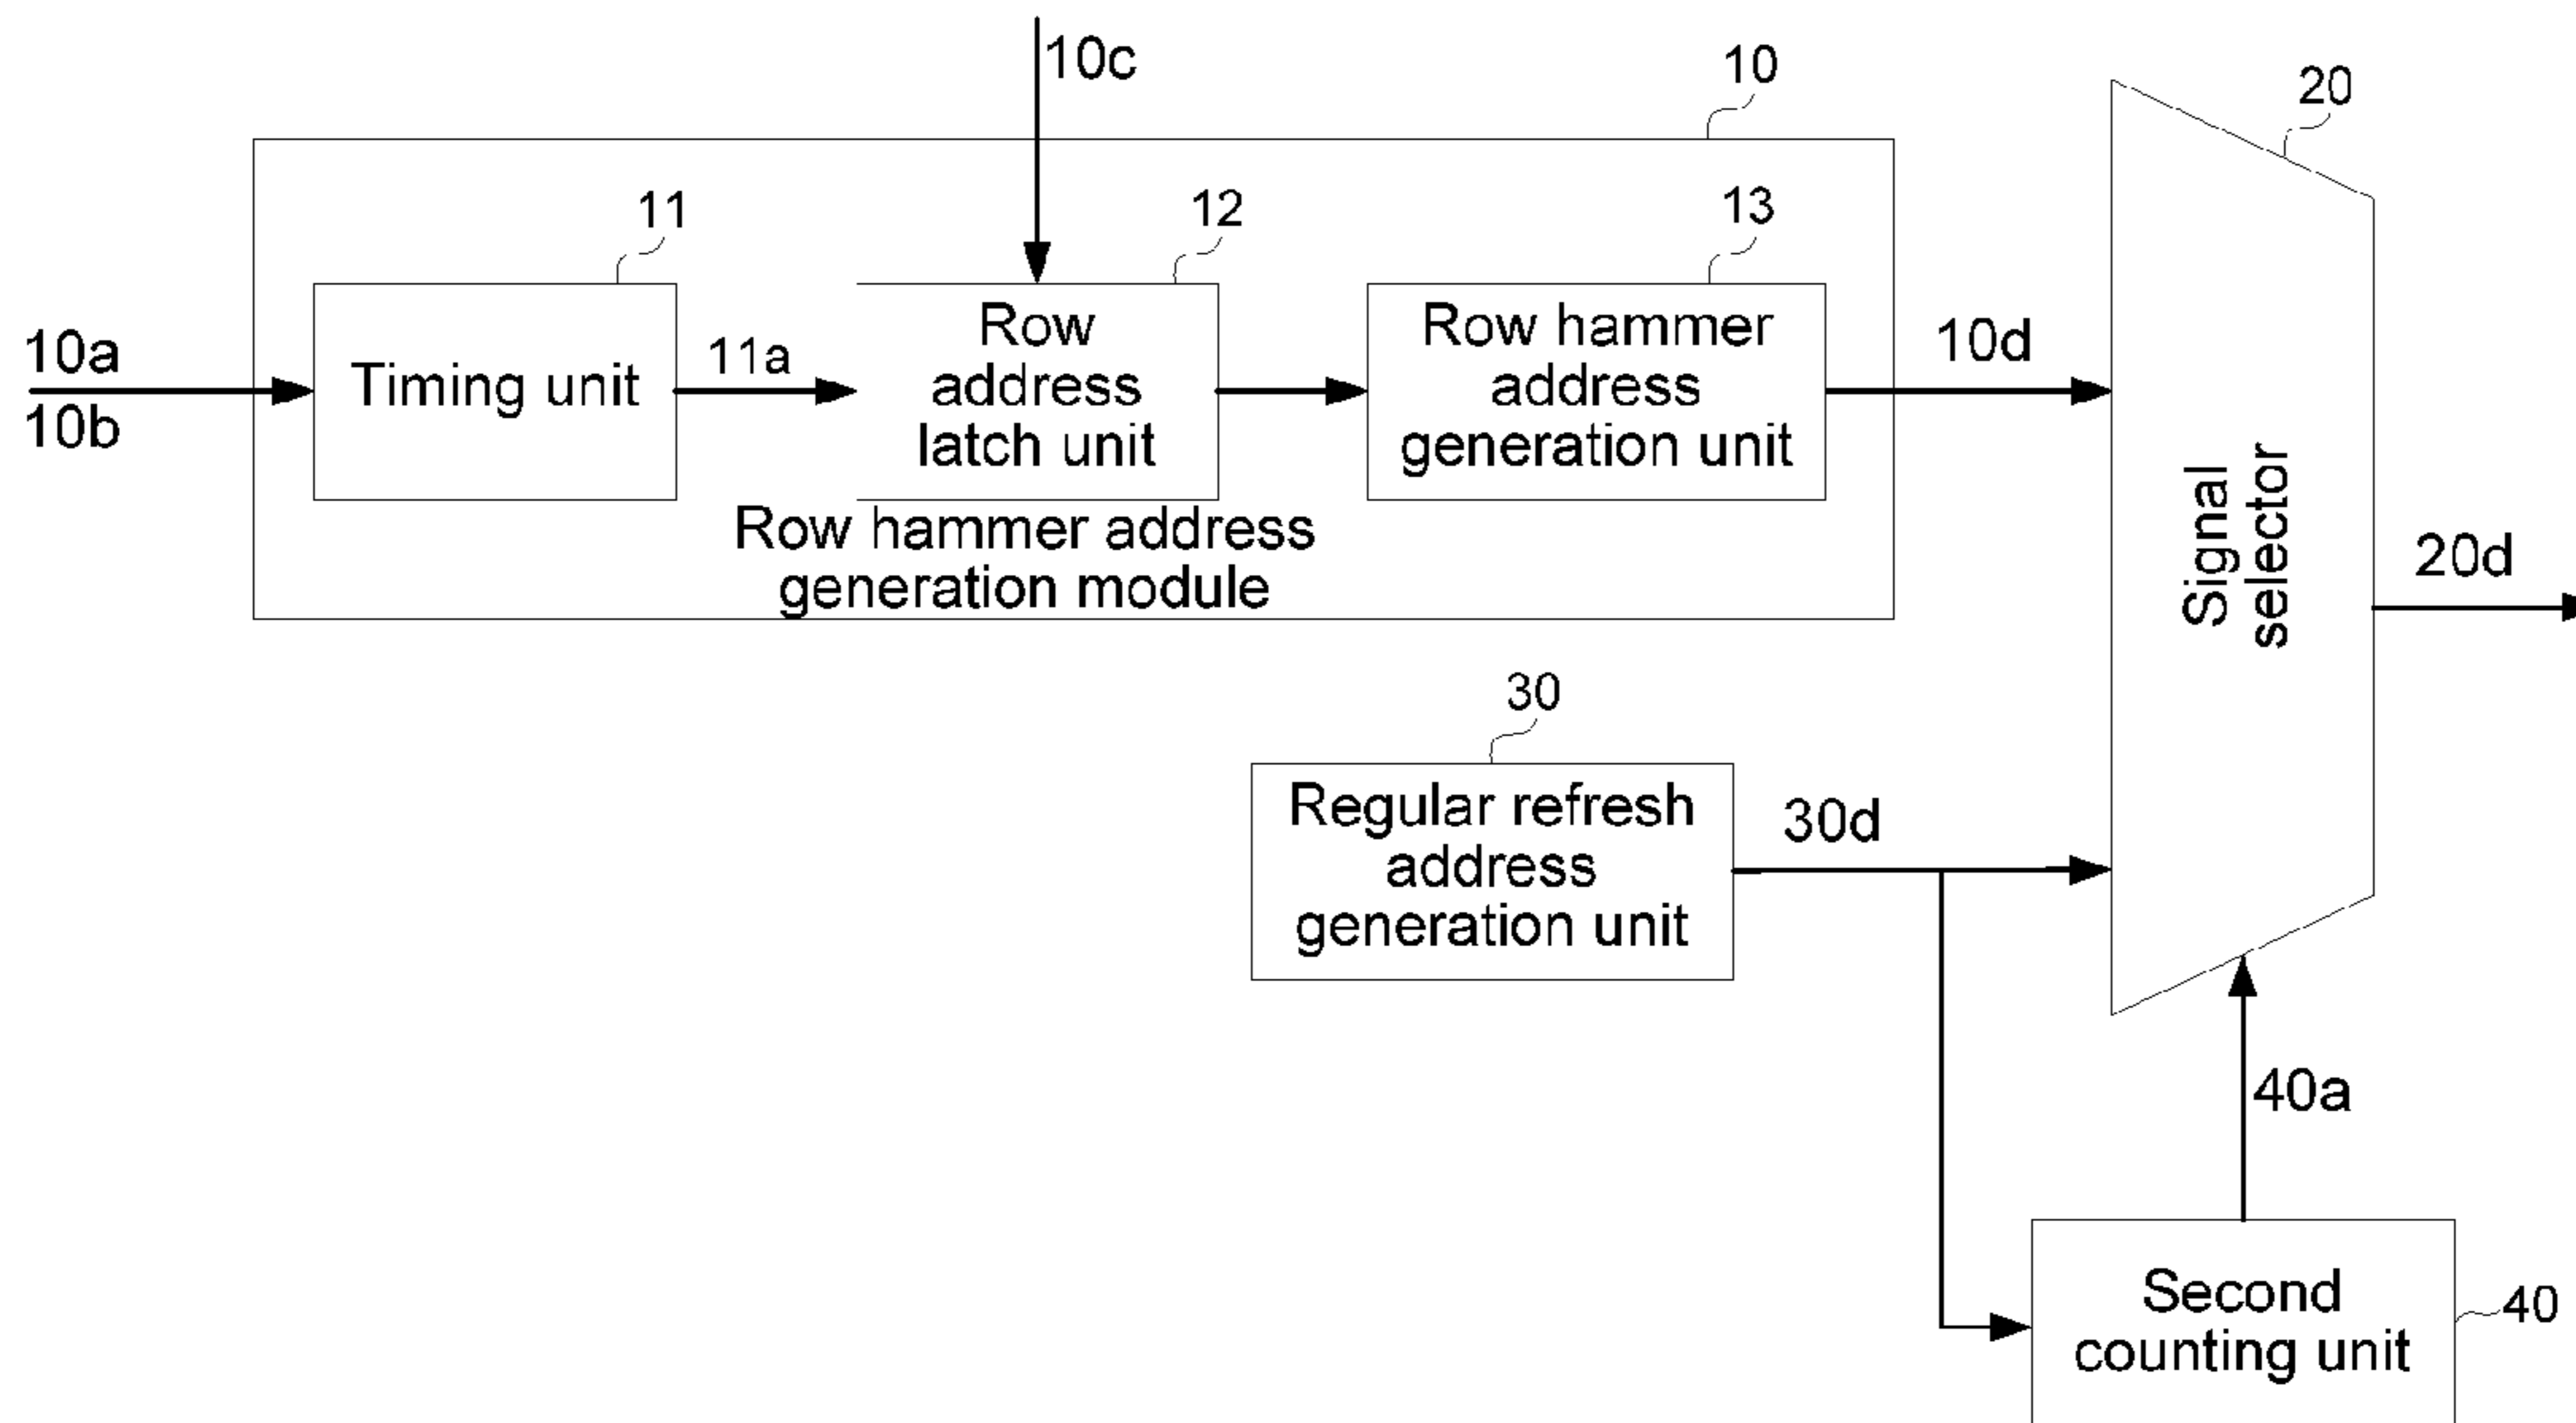 10c
10
20
11
12
13
10a
10b
Timing unit
11a
Row
address
latch unit
Row hammer
address
generation unit
10d
Row hammer address
generation module
Signal
selector
20d
30
Regular refresh
address
generation unit
30d
40a
Second
counting unit
40